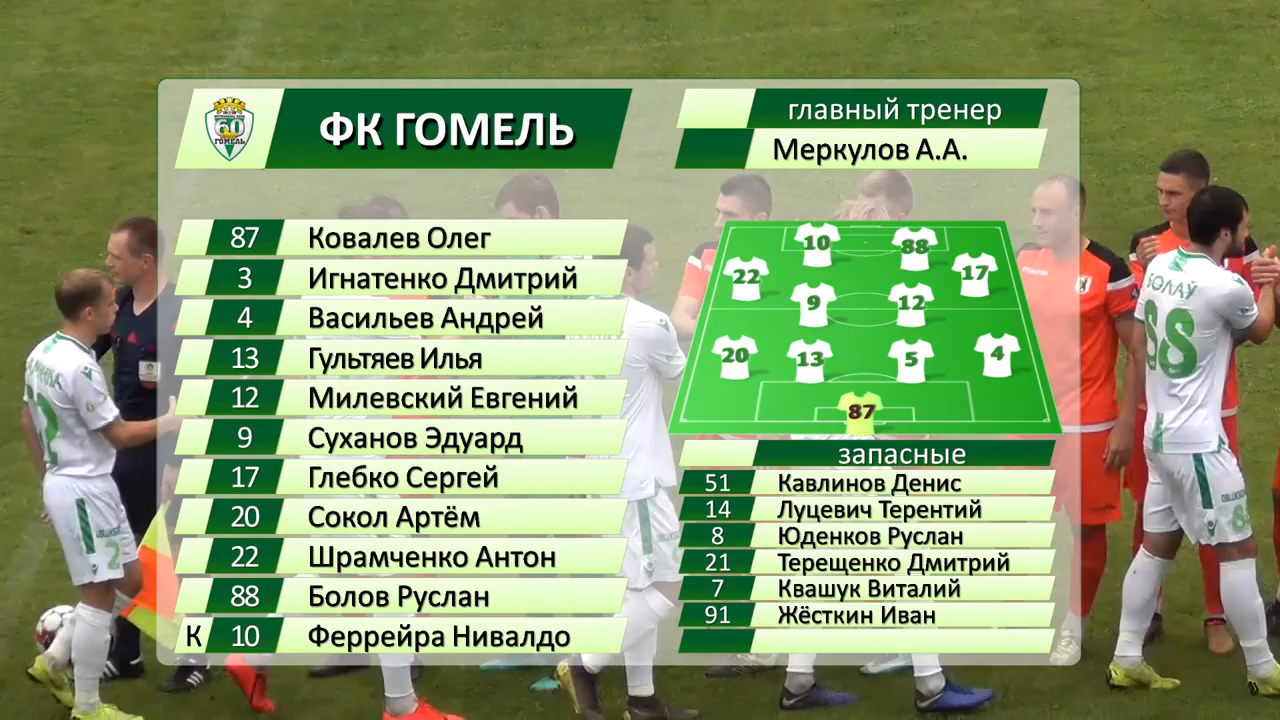 60
ГОМЕЛЬ
ФК ГОМЕЛЬ
главный тренер
Меркулов А.А.
87 Ковалев Олег
3 Игнатенко Дмитрий
4 Васильев Андрей
13 Гультяев Илья
12 Милевский Евгений
9 Суханов Эдуард
17 Глебко Сергей
20 Сокол Артём
22 Шрамченко Антон
88 Болов Руслан
К 10 Феррейра Нивалдо
10 88
22 17
9 12
20 13 5 4
87
запасные
51 Кавлинов Денис
14 Луцевич Терентий
8 Юденков Руслан
21 Терещенко Дмитрий
7 Квашук Виталий
91 Жёсткин Иван
БОЛАЎ
88